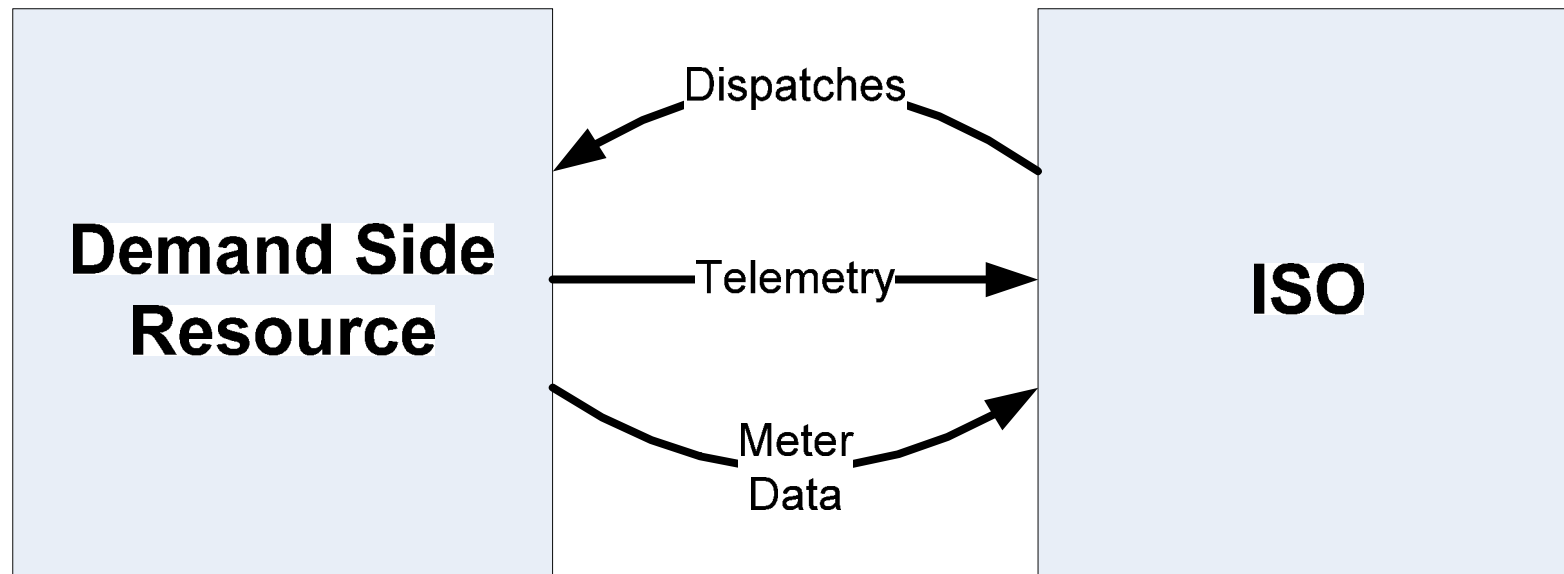 Demand Side
Resource
Dispatches
Telemetry
Meter
Data
ISO